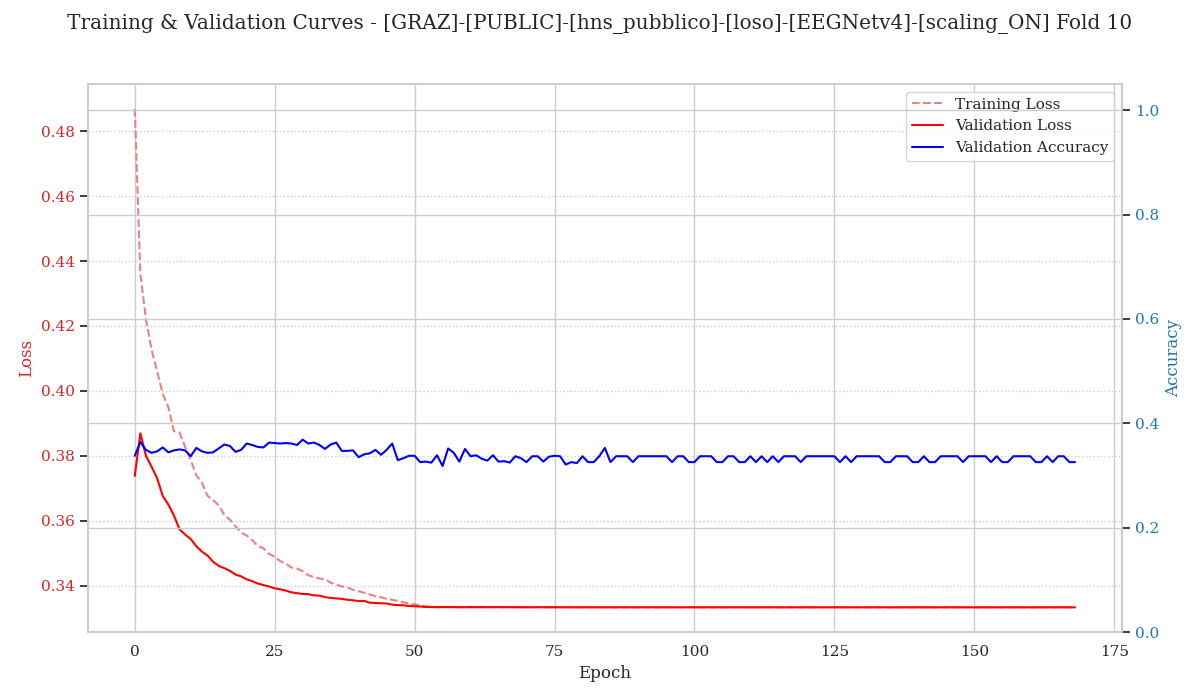 Training & Validation Curves - [GRAZ]-[PUBLIC]-[hns_pubblico]-[loso]-[EEGNetv4]-[scaling_ON] Fold 10
Training Loss
Validation Loss
Validation Accuracy
0.48
0.46
0.44
0.42
0.40
0.38
0.36
0.34
Loss
1.0
0.8
0.6
0.4
0.2
0.0
Accuracy
0 25 50 75 100 125 150 175
Epoch